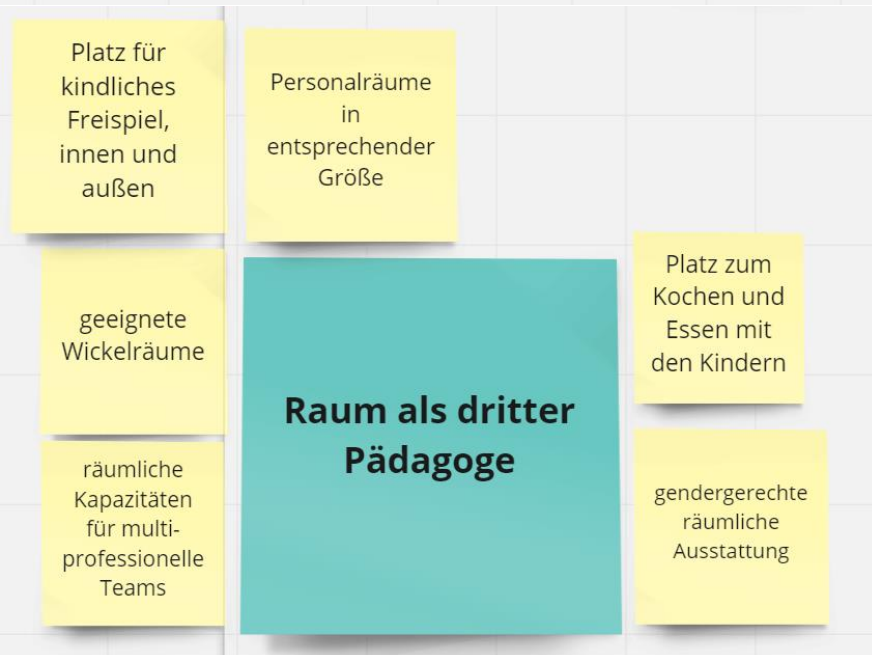 Platz für
kindliches
Freispiel,
innen und
außen
Personalräume
in
entsprechender
Größe
geeignete
Wickelräume
räumliche
Kapazitäten
für multi-
professionelle
Teams
Raum als dritter
Pädagoge
Platz zum
Kochen und
Essen mit
den Kindern
gendergerechte
räumliche
Ausstattung